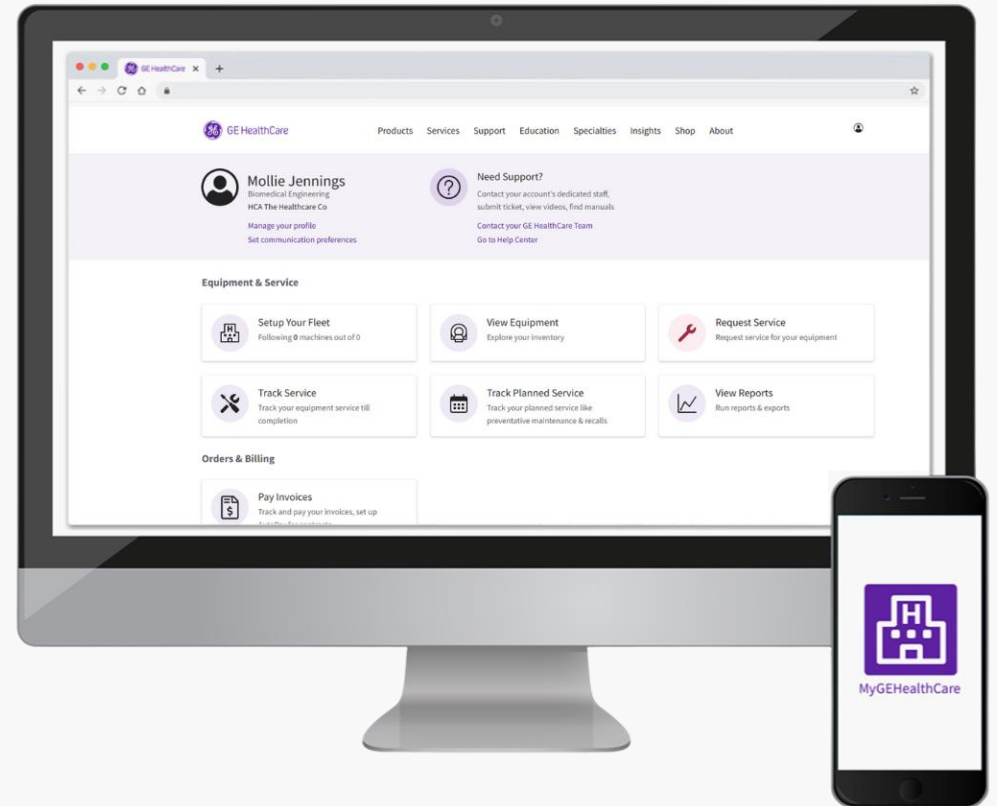 GE HealthCare
GE HealthCare
Products Services Support Education Specialties Insights Shop About
Mollie Jennings
Biomedical Engineering
HCA The Healthcare Co
Manage your profile
Set communication preferences
Need Support?
Contact your account's dedicated staff,
submit ticket, view videos, find manuals
Contact your GE HealthCare Team
Go to Help Center
Equipment & Service
Setup Your Fleet
Following 0 machines out of 0
View Equipment
Explore your inventory
Request Service
Request service for your equipment
Track Service
Track your equipment service till
completion
Track Planned Service
Track your planned service like
preventative maintenance & recalls
View Reports
Run reports & exports
Orders & Billing
Pay Invoices
Track and pay your invoices, set up
H
MyGEHealthCare